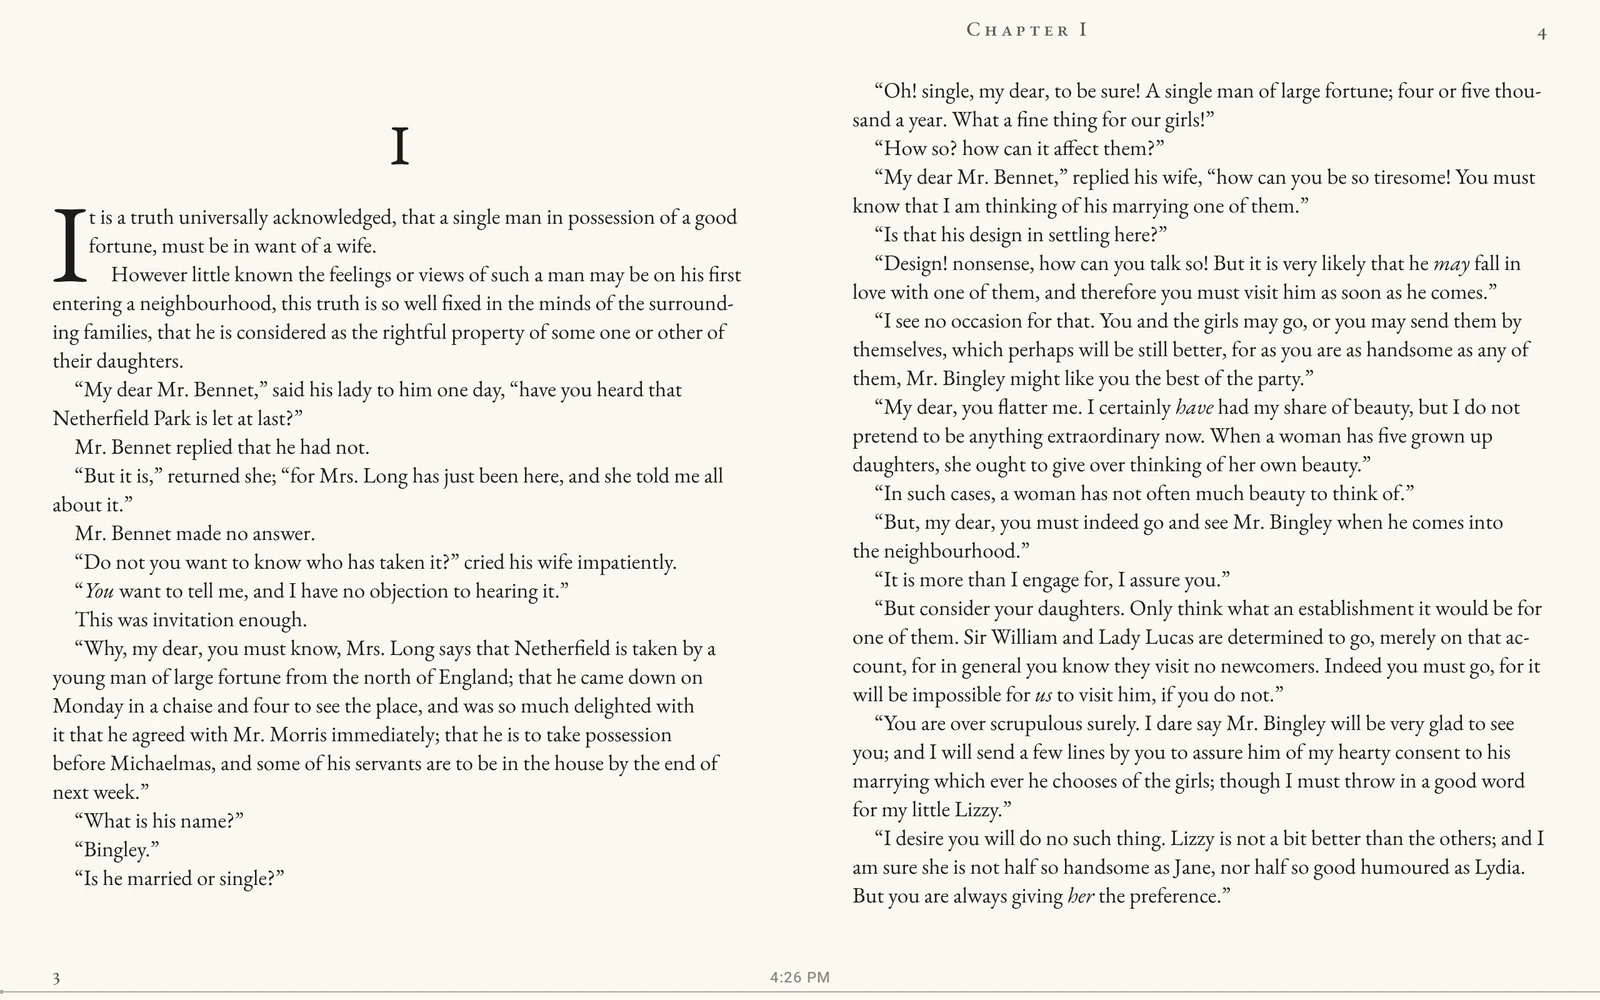 I
It is a truth universally acknowledged, that a single man in possession of a good
fortune, must be in want of a wife.
However little known the feelings or views of such a man may be on his first
entering a neighbourhood, this truth is so well fixed in the minds of the surround-
ing families, that he is considered as the rightful property of some one or other of
their daughters.
“My dear Mr. Bennet,” said his lady to him one day, “have you heard that
Netherfield Park is let at last?”
Mr. Bennet replied that he had not.
“But it is,” returned she; “for Mrs. Long has just been here, and she told me all
about it.”
Mr. Bennet made no answer.
“Do not you want to know who has taken it?” cried his wife impatiently.
“You want to tell me, and I have no objection to hearing it.”
This was invitation enough.
“Why, my dear, you must know, Mrs. Long says that Netherfield is taken by a
young man of large fortune from the north of England; that he came down on
Monday in a chaise and four to see the place, and was so much delighted with
it that he agreed with Mr. Morris immediately; that he is to take possession
before Michaelmas, and some of his servants are to be in the house by the end of
next week.”
“What is his name?”
“Bingley.”
“Is he married or single?”
3
Chapter I
4
“Oh! single, my dear, to be sure! A single man of large fortune; four or five thou-
sand a year. What a fine thing for our girls!”
“How so? how can it affect them?”
“My dear Mr. Bennet,” replied his wife, “how can you be so tiresome! You must
know that I am thinking of his marrying one of them.”
“Is that his design in settling here?”
“Design! nonsense, how can you talk so! But it is very likely that he may fall in
love with one of them, and therefore you must visit him as soon as he comes.”
“I see no occasion for that. You and the girls may go, or you may send them by
themselves, which perhaps will be still better, for as you are as handsome as any of
them, Mr. Bingley might like you the best of the party.”
“My dear, you flatter me. I certainly have had my share of beauty, but I do not
pretend to be anything extraordinary now. When a woman has five grown up
daughters, she ought to give over thinking of her own beauty.”
“In such cases, a woman has not often much beauty to think of.”
“But, my dear, you must indeed go and see Mr. Bingley when he comes into
the neighbourhood.”
“It is more than I engage for, I assure you.”
“But consider your daughters. Only think what an establishment it would be for
one of them. Sir William and Lady Lucas are determined to go, merely on that ac-
count, for in general you know they visit no newcomers. Indeed you must go, for it
will be impossible for us to visit him, if you do not.”
“You are over scrupulous surely. I dare say Mr. Bingley will be very glad to see
you; and I will send a few lines by you to assure him of my hearty consent to his
marrying which ever he chooses of the girls; though I must throw in a good word
for my little Lizzy.”
“I desire you will do no such thing. Lizzy is not a bit better than the others; and I
am sure she is not half so handsome as Jane, nor half so good humoured as Lydia.
But you are always giving her the preference.”
4:26 PM